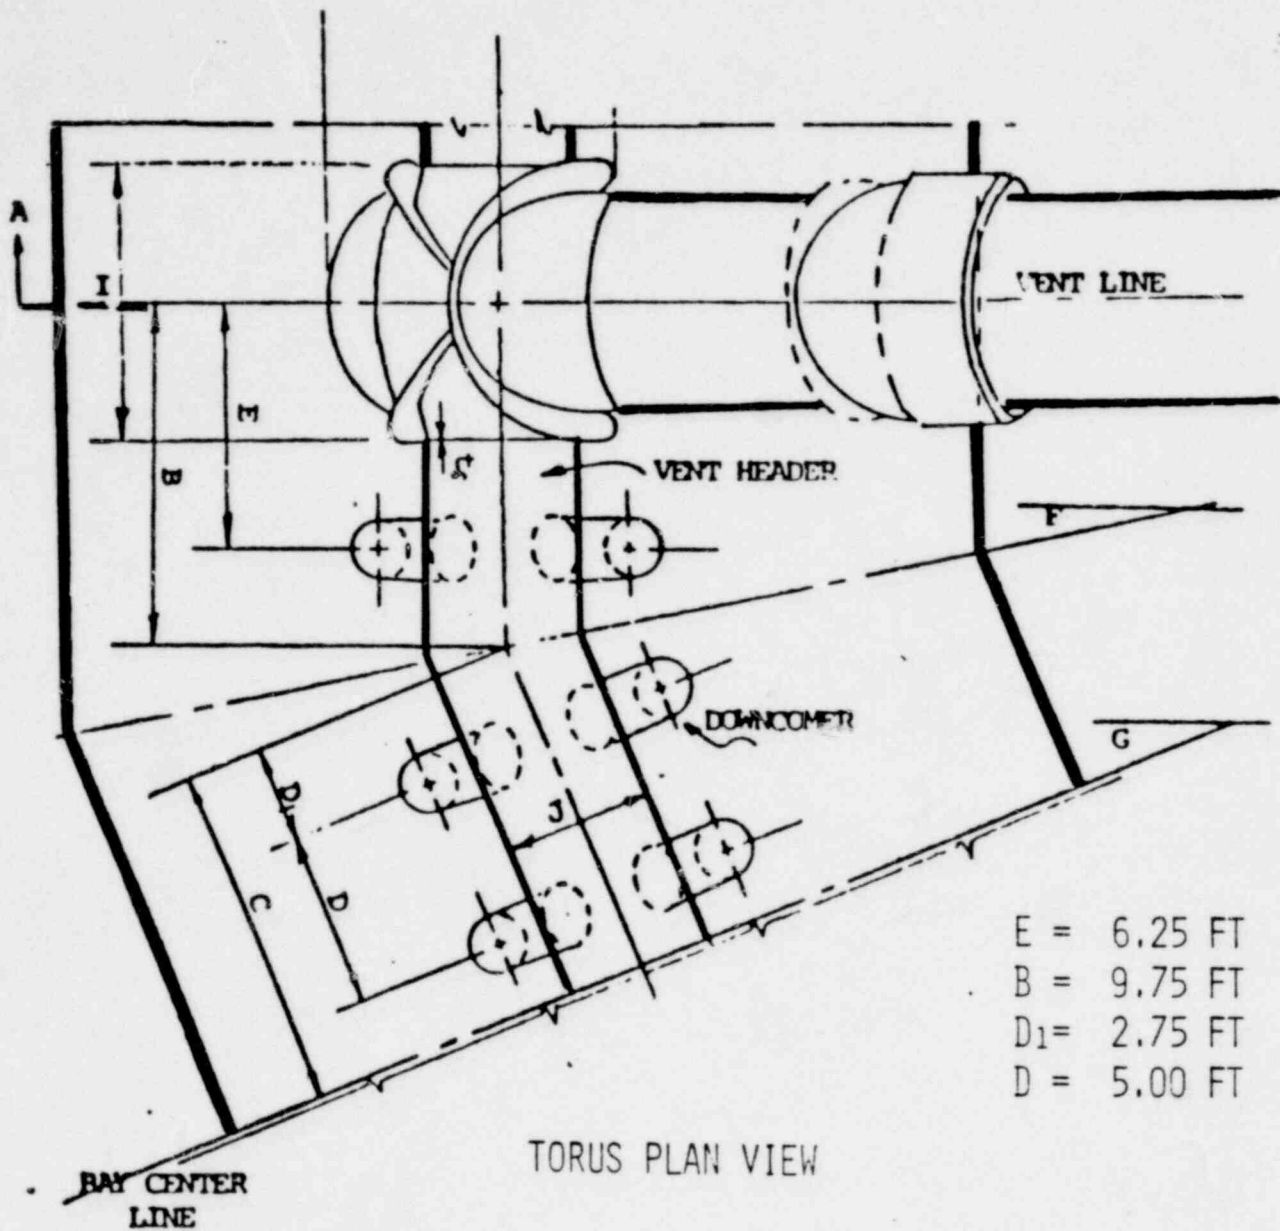 A
I
VENT LINE
E
B
VENT HEADER
F
DOWNCOMER
G
D1
J
C
D
E = 6.25 FT
B = 9.75 FT
D1= 2.75 FT
D = 5.00 FT
TORUS PLAN VIEW
BAY CENTER
LINE